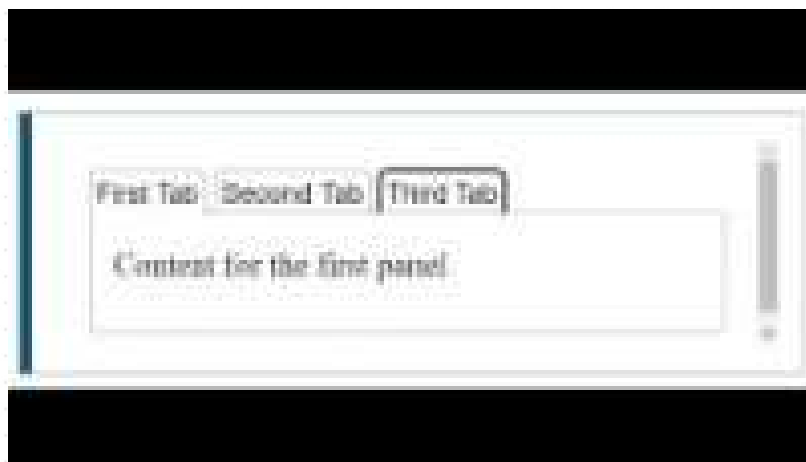 First Tab Second Tab Third Tab
Content for the first panel